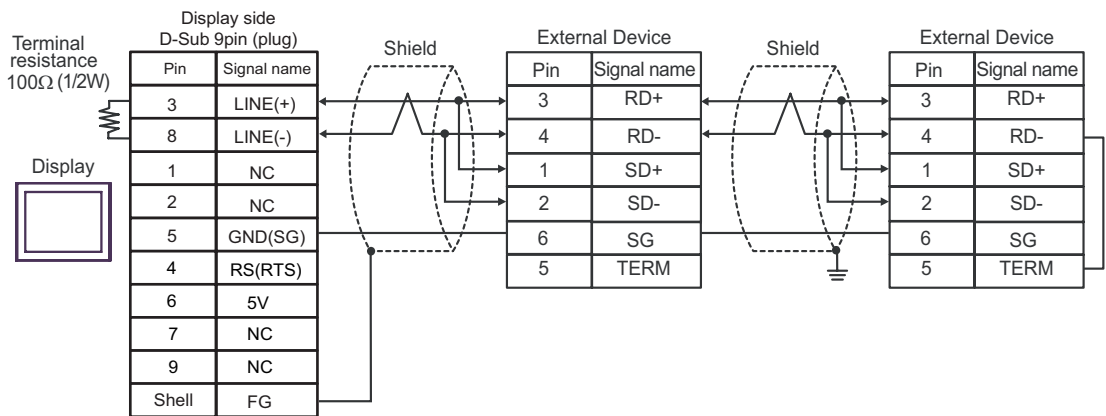 Terminal
resistance
100Ω (1/2W)
Display
Display side
D-Sub 9pin (plug)
Pin Signal name
3 LINE(+)
8 LINE(-)
1 NC
2 NC
5 GND(SG)
4 RS(RTS)
6 5V
7 NC
9 NC
Shell FG
Shield
External Device
Pin Signal name
3 RD+
4 RD-
1 SD+
2 SD-
6 SG
5 TERM
Shield
External Device
Pin Signal name
3 RD+
4 RD-
1 SD+
2 SD-
6 SG
5 TERM